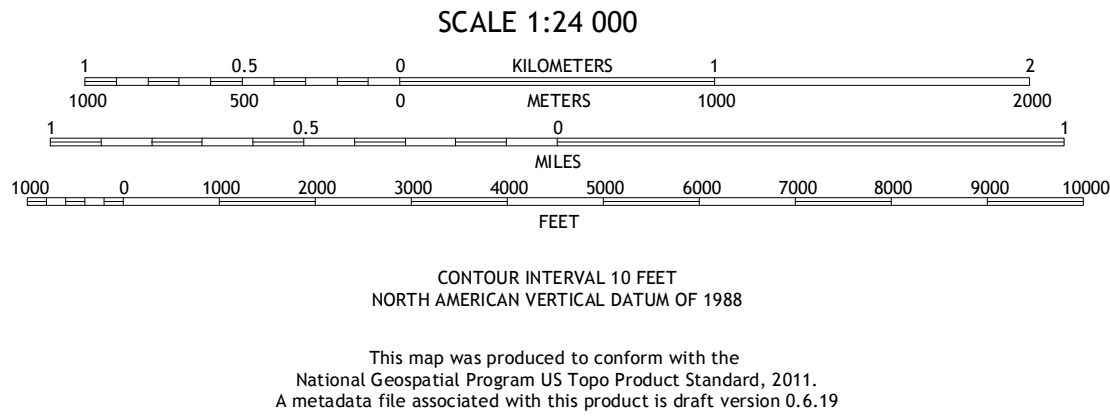 SCALE 1:24 000
1 0.5 0 KILOMETERS 1 2
1000 500 0 METERS 1000 2000
1 0.5 0 1
MILES
1000 0 1000 2000 3000 4000 5000 6000 7000 8000 9000 10000
FEET
CONTOUR INTERVAL 10 FEET
NORTH AMERICAN VERTICAL DATUM OF 1988
This map was produced to conform with the
National Geospatial Program US Topo Product Standard, 2011.
A metadata file associated with this product is draft version 0.6.19